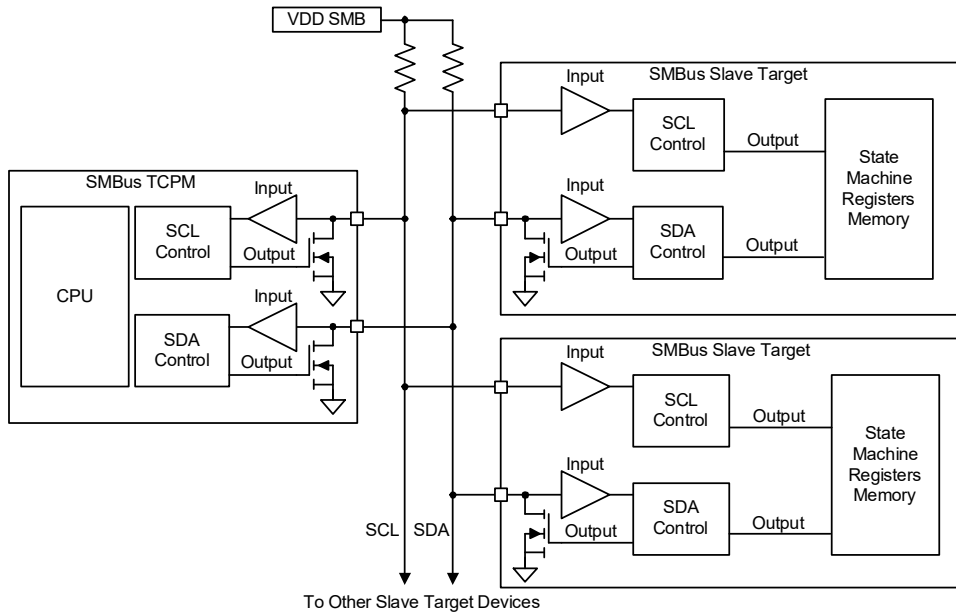 VDD SMB
SMBus TCPM
CPU
SCL
Control
Input
Output
SDA
Control
Input
Output
SMBus Slave Target
Input
SCL
Control
Output
Input
SDA
Control
Output
Output
State
Machine
Registers
Memory
SMBus Slave Target
Input
SCL
Control
Output
Input
SDA
Control
Output
Output
State
Machine
Registers
Memory
SCL
SDA
To Other Slave Target Devices